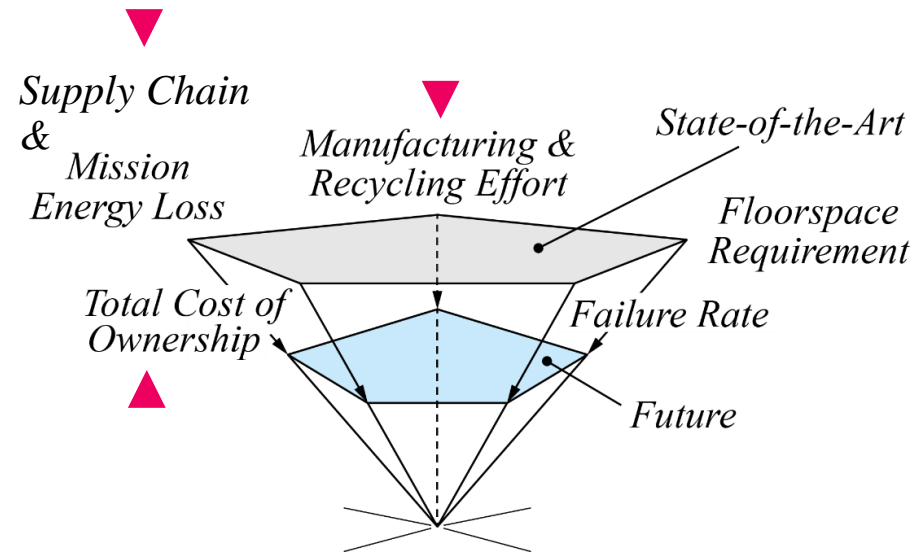 Supply Chain
&
Mission
Energy Loss
Manufacturing &
Recycling Effort
State-of-the-Art
Floorspace
Requirement
Total Cost of
Ownership
Failure Rate
Future